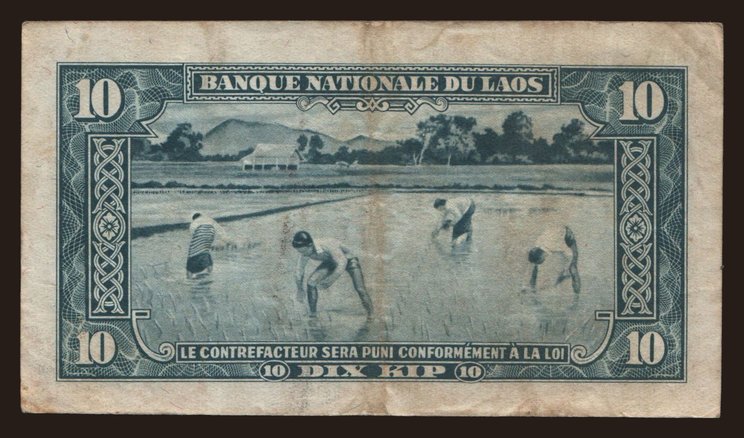 BANQUE NATIONALE DU LAOS
10 10
10 10
LE CONTREFACTEUR SERA PUNI CONFORMÉMENT À LA LOI
10 DIX KIP 10